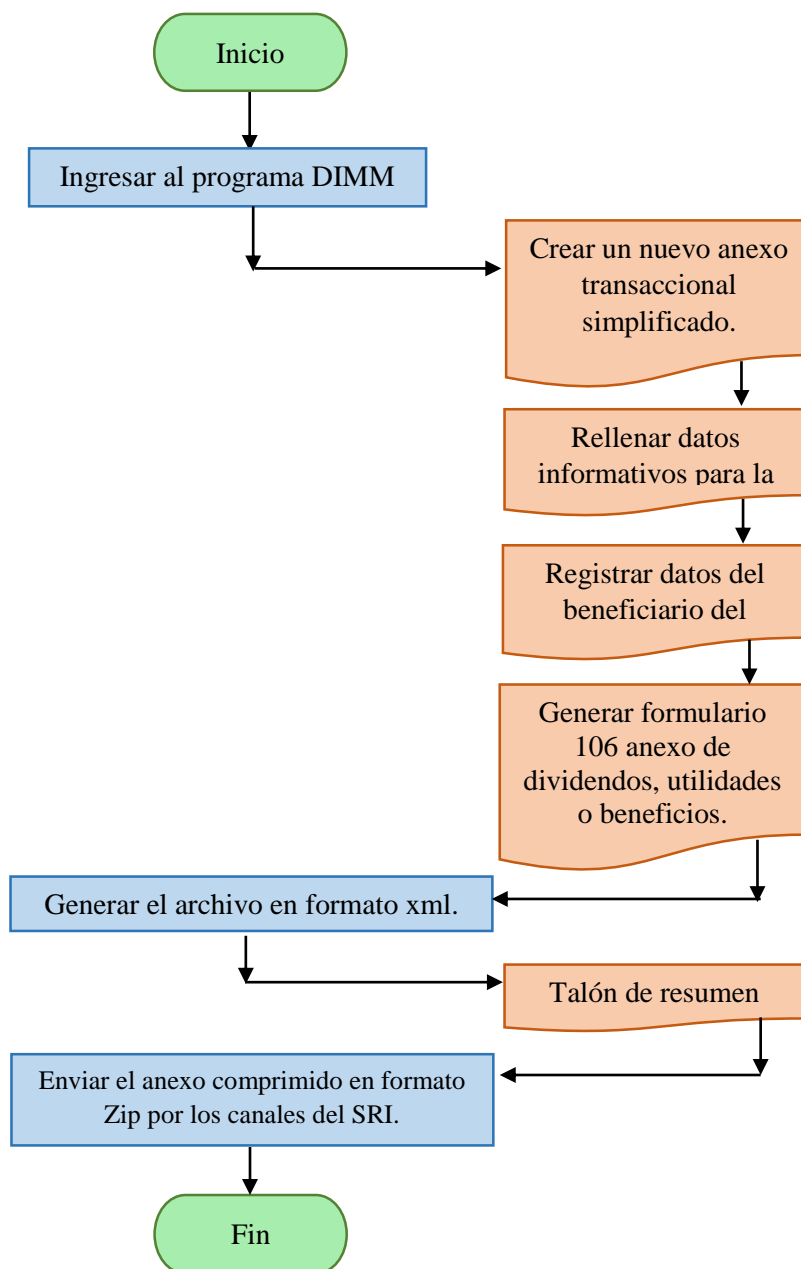 Inicio
Ingresar al programa DIMM
Crear un nuevo anexo
transaccional
simplificado.
Rellenar datos
informativos para la
Registrar datos del
beneficiario del
Generar formulario
106 anexo de
dividendos, utilidades
o beneficios.
Generar el archivo en formato xml.
Talón de resumen
Enviar el anexo comprimido en formato
Zip por los canales del SRI.
Fin